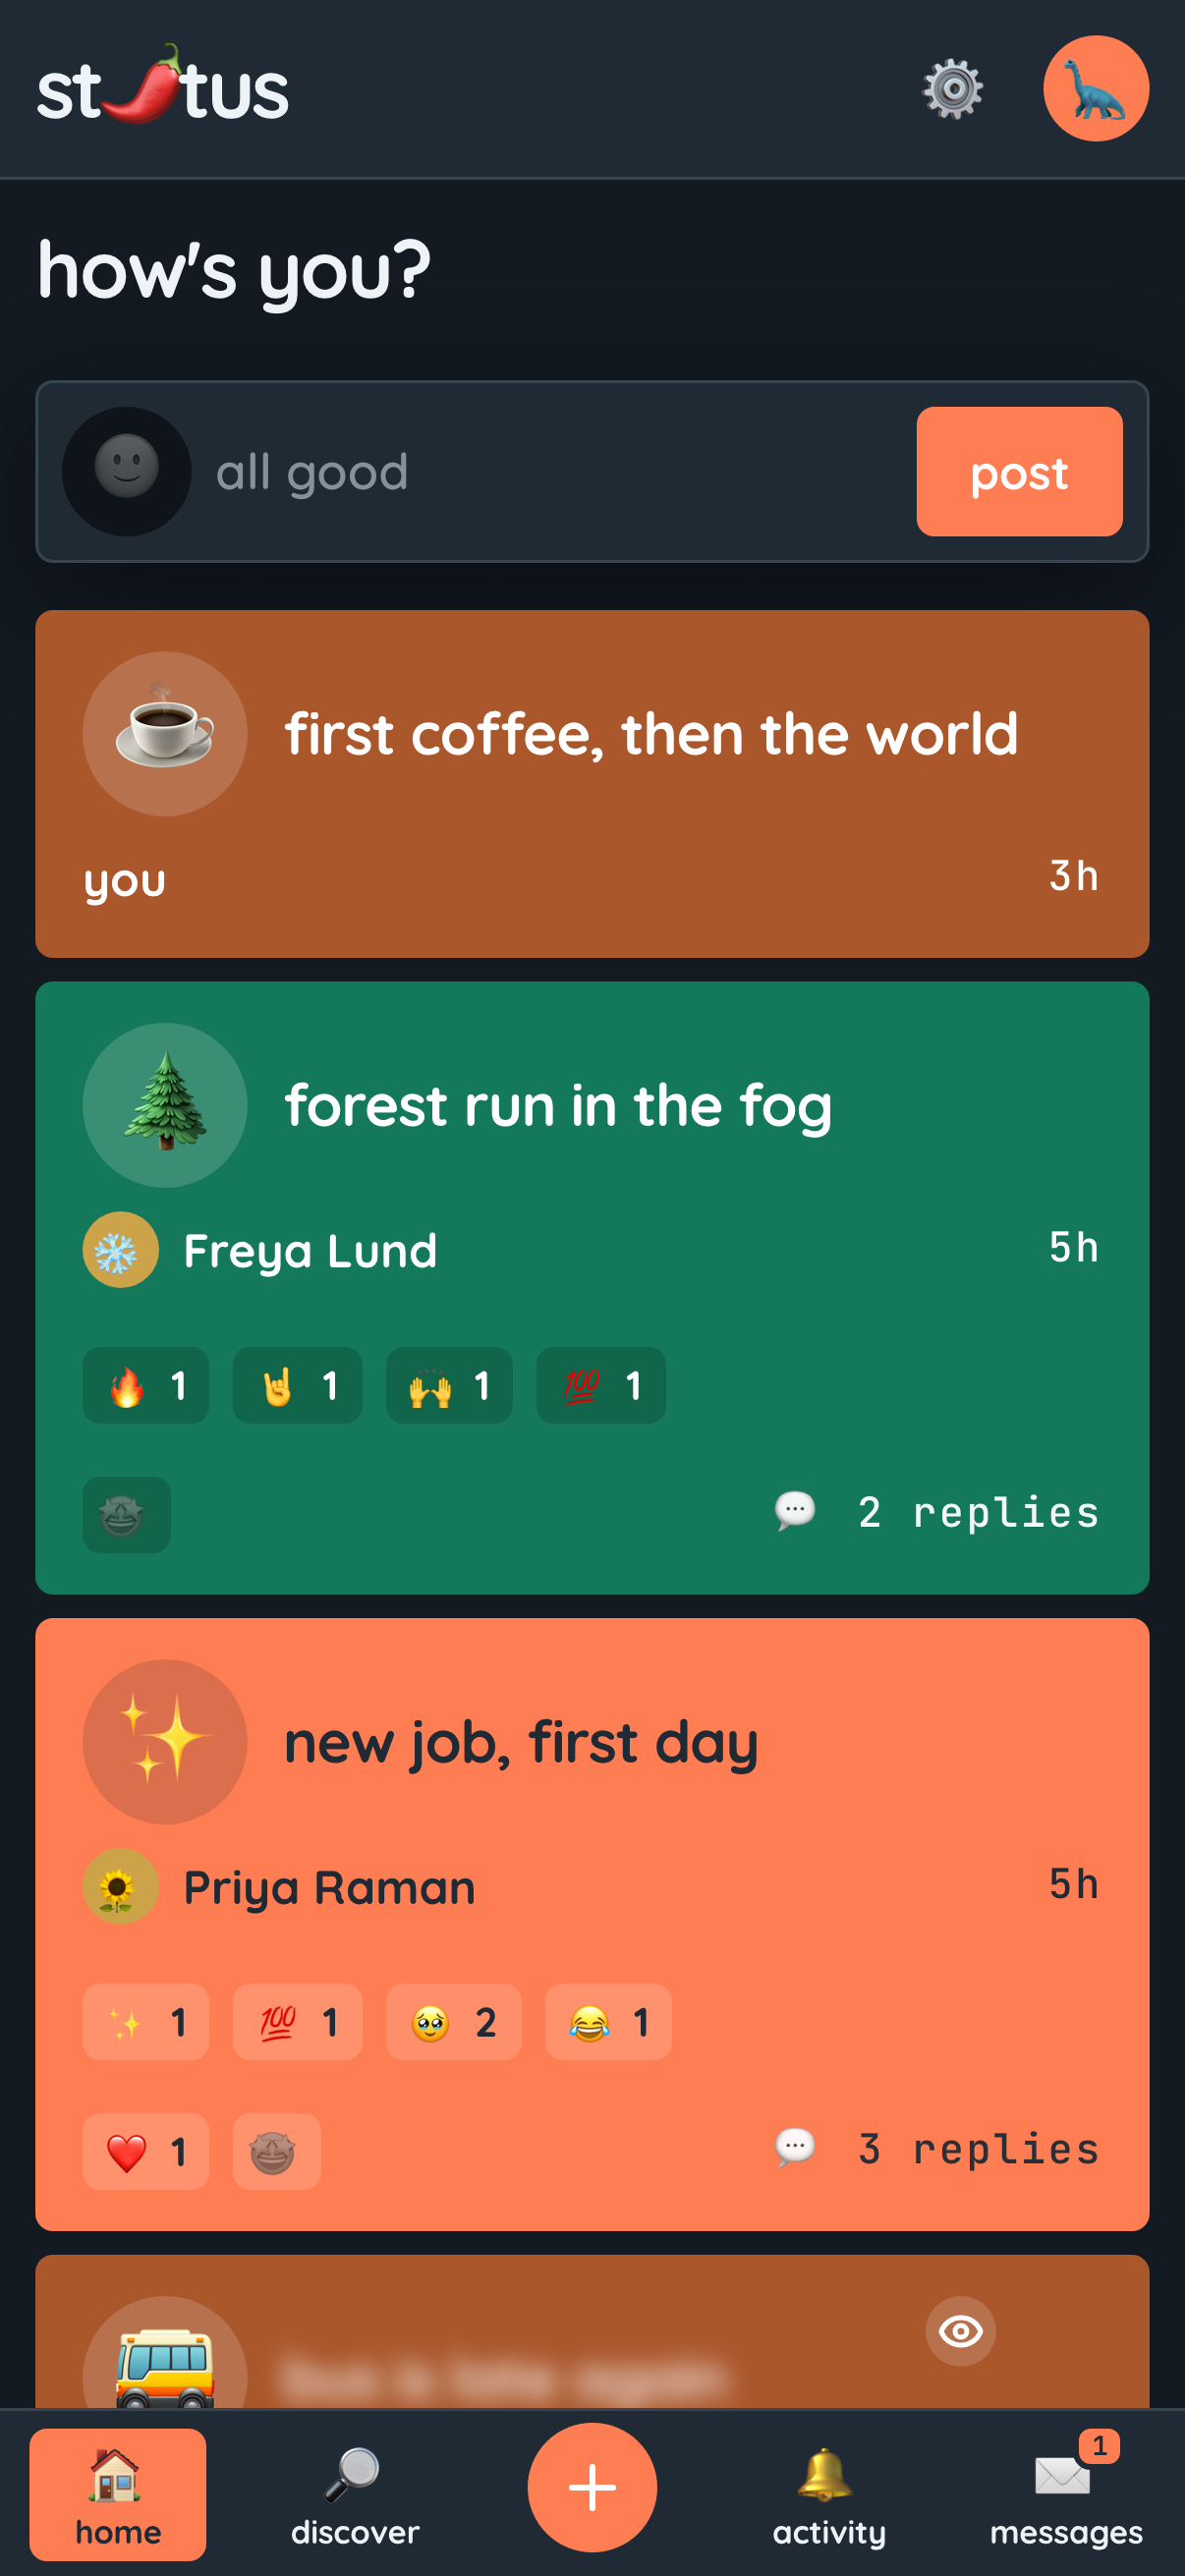 st🌶️tus
how's you?
all good
post
first coffee, then the world
you
3h
forest run in the fog
Freya Lund
5h
🔥 1 🤘 1 🙌 1 💯 1
2 replies
new job, first day
Priya Raman
5h
✨ 1 💯 1 🥹 2 😂 1
❤️ 1
3 replies
1
home
discover
activity
messages